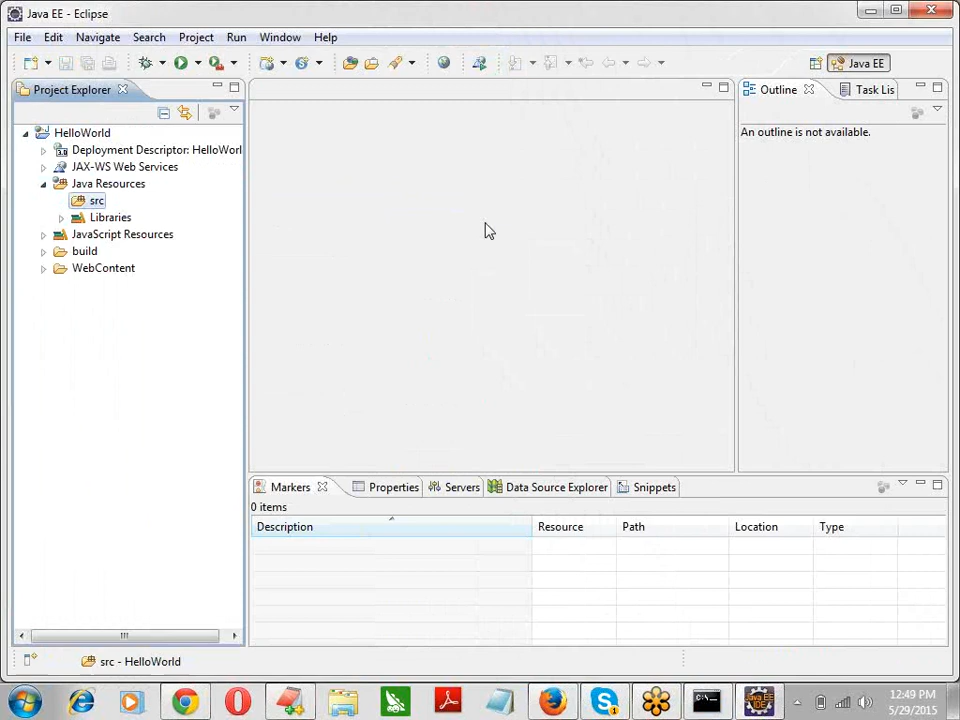 Java EE - Eclipse
File Edit Navigate Search Project Run Window Help
Java EE
Project Explorer
Outline
Task Lis
HelloWorld
Deployment Descriptor: HelloWorl
JAX-WS Web Services
Java Resources
src
Libraries
JavaScript Resources
build
WebContent
An outline is not available.
Markers Properties Servers Data Source Explorer Snippets
0 items
Description Resource Path Location Type
src - HelloWorld
12:49 PM
5/29/2015